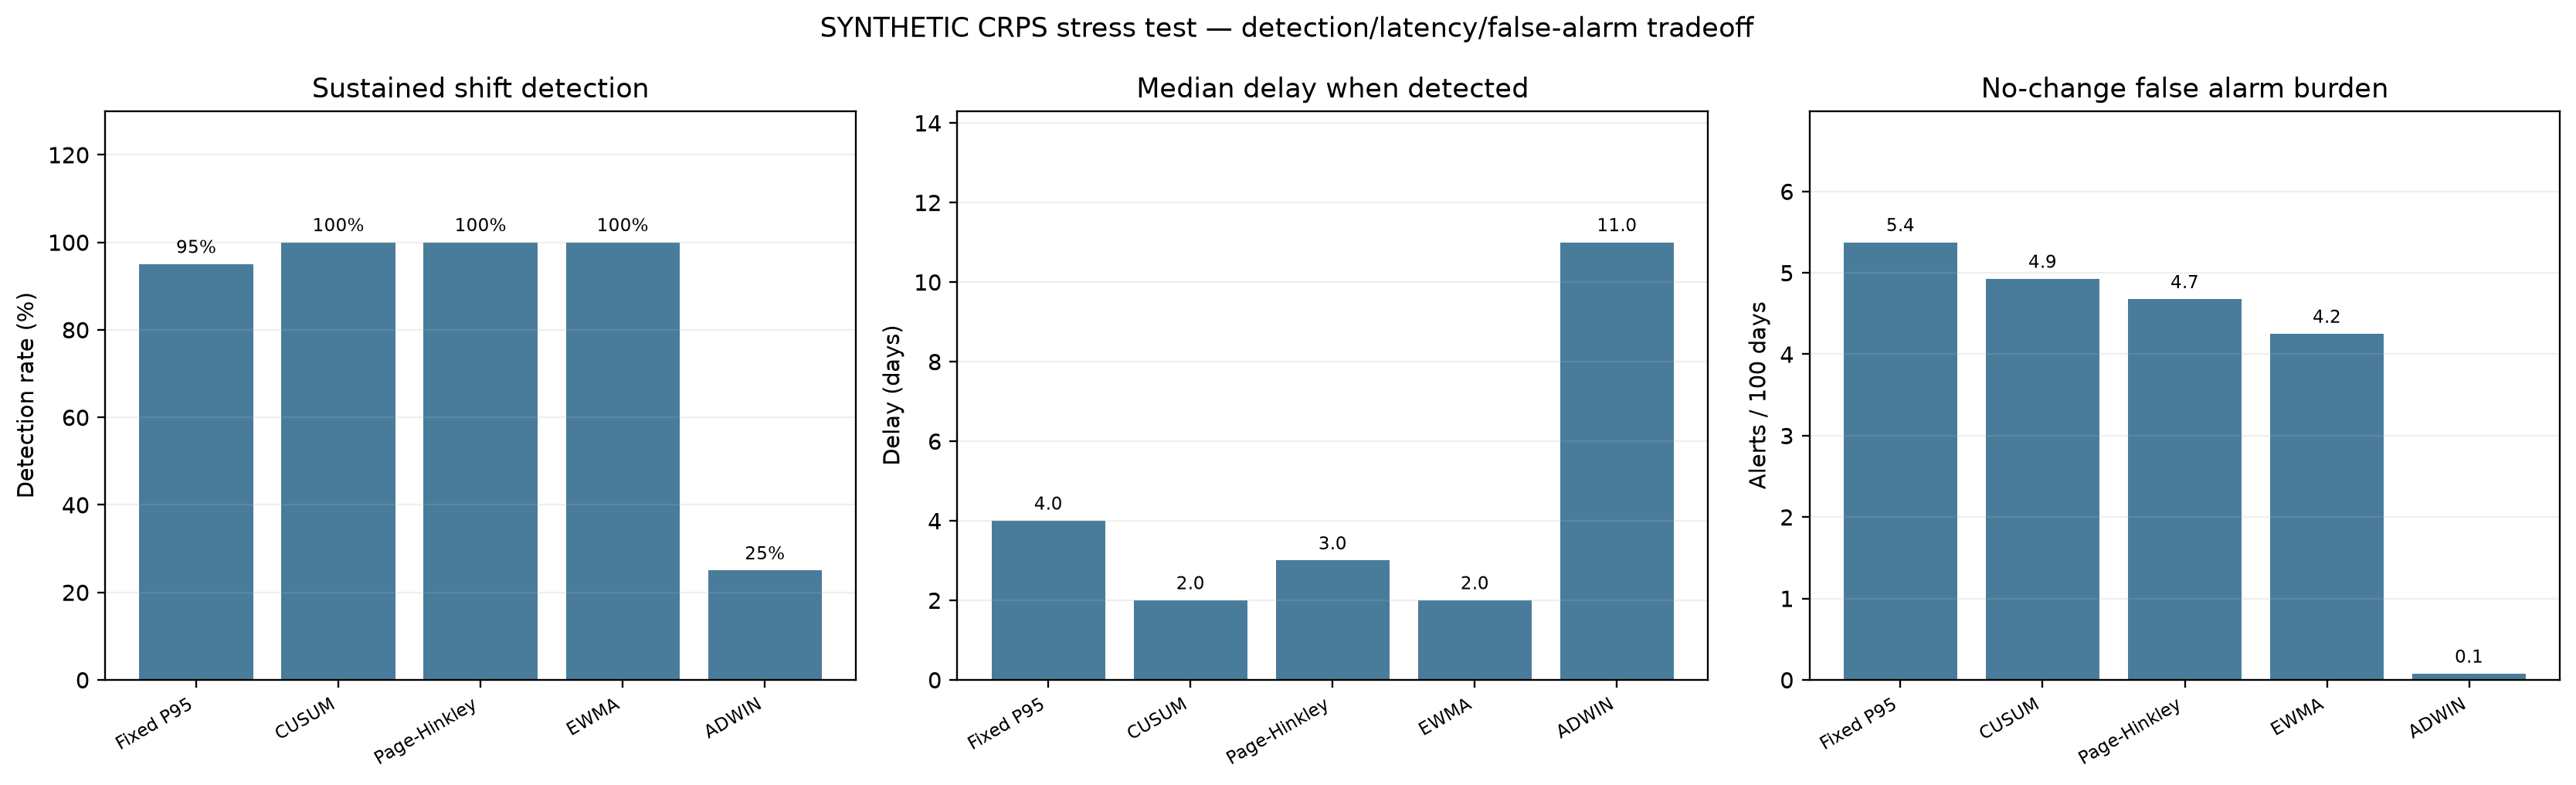 SYNTHETIC CRPS stress test — detection/latency/false-alarm tradeoff
Sustained shift detection
Detection rate (%)
120
100
80
60
40
20
0
95%
100%
100%
100%
25%
Fixed P95
CUSUM
Page-Hinkley
EWMA
ADWIN
Median delay when detected
Delay (days)
14
12
10
8
6
4
2
0
4.0
2.0
3.0
2.0
11.0
Fixed P95
CUSUM
Page-Hinkley
EWMA
ADWIN
No-change false alarm burden
Alerts / 100 days
6
5
4
3
2
1
0
5.4
4.9
4.7
4.2
0.1
Fixed P95
CUSUM
Page-Hinkley
EWMA
ADWIN